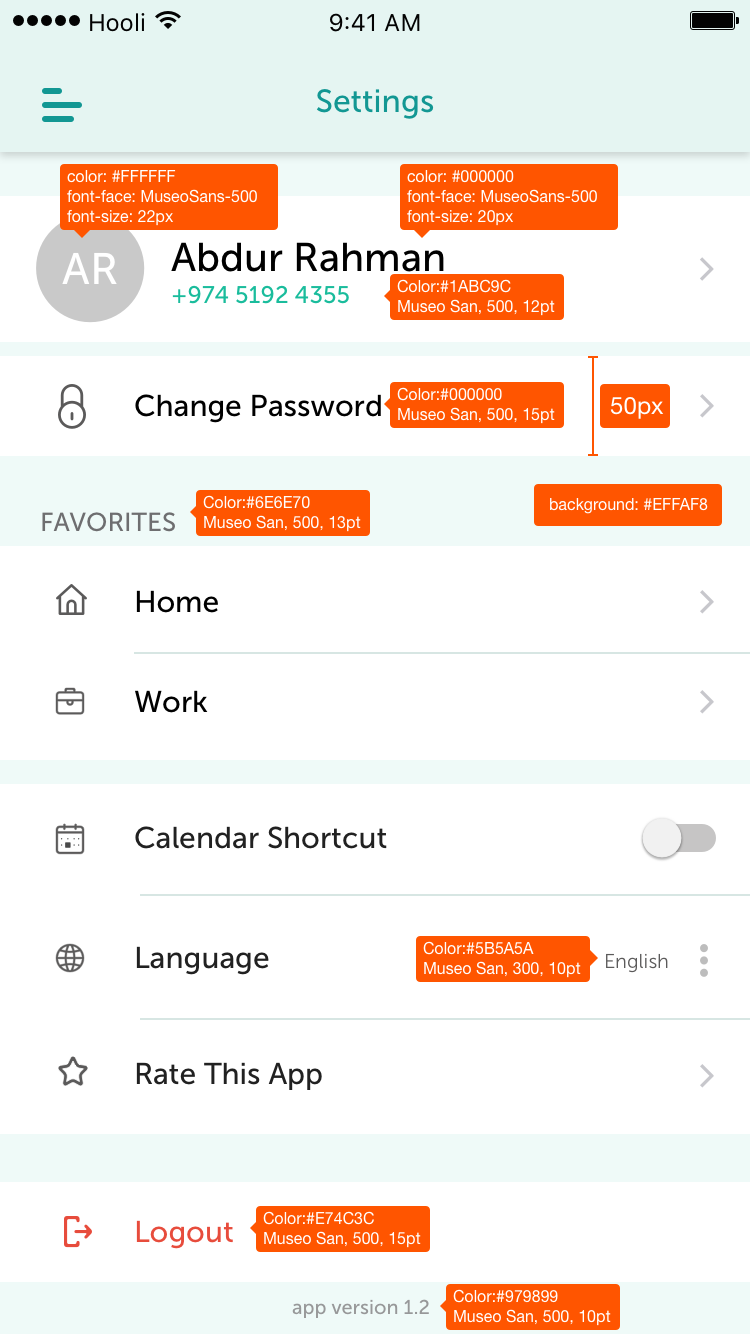 Hooli 9:41 AM
Settings
color: #FFFFFF
font-face: MuseoSans-500
font-size: 22px
color: #000000
font-face: MuseoSans-500
font-size: 20px
AR
Abdur Rahman
+974 5192 4355
Color:#1ABC9C
Museo San, 500, 12pt
Change Password
Color:#000000
Museo San, 500, 15pt
50px
FAVORITES
Color:#6E6E70
Museo San, 500, 13pt
background: #EFFAF8
Home
Work
Calendar Shortcut
Language
Color:#5B5A5A
Museo San, 300, 10pt
English
Rate This App
Logout
Color:#E74C3C
Museo San, 500, 15pt
app version 1.2
Color:#979899
Museo San, 500, 10pt